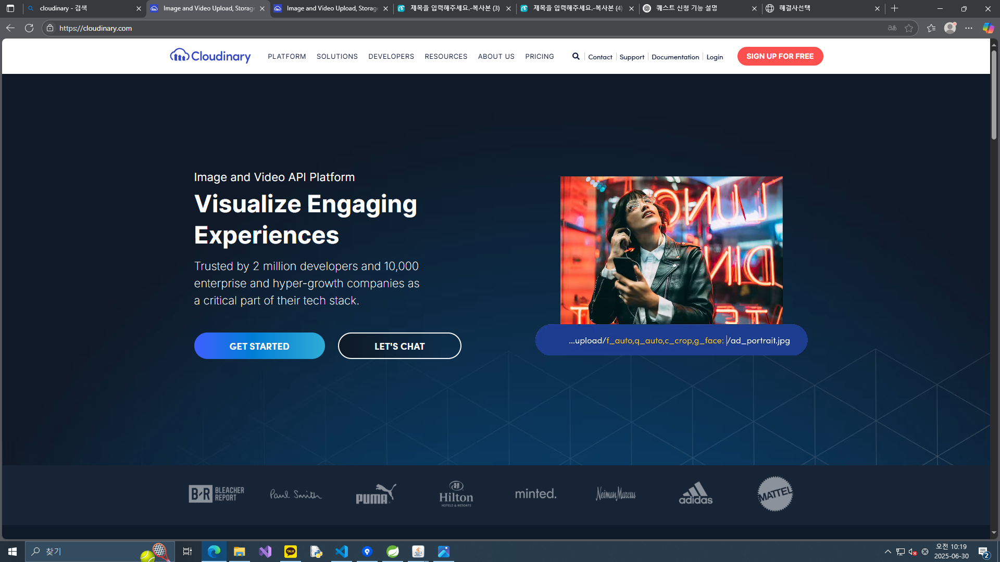 cloudinary - 검색
Image and Video Upload, Storage
Image and Video Upload, Storage
제목을 입력해주세요.-복사본 (3)
제목을 입력해주세요.-복사본 (4)
퀘스트 신청 기능 설명
해결사선택
https://cloudinary.com
Cloudinary
PLATFORM
SOLUTIONS
DEVELOPERS
RESOURCES
ABOUT US
PRICING
Contact
Support
Documentation
Login
SIGN UP FOR FREE
Image and Video API Platform
Visualize Engaging
Experiences
Trusted by 2 million developers and 10,000
enterprise and hyper-growth companies as
a critical part of their tech stack.
GET STARTED
LET'S CHAT
...upload/f_auto,q_auto,c_crop,g_face: /ad_portrait.jpg
B/R BLEACHER
REPORT
Paul Smith
PUMA
Hilton
HOTELS & RESORTS
minted.
Neiman Marcus
adidas
MATTEL
찾기
TALK
오전 10:19
2025-06-30
2